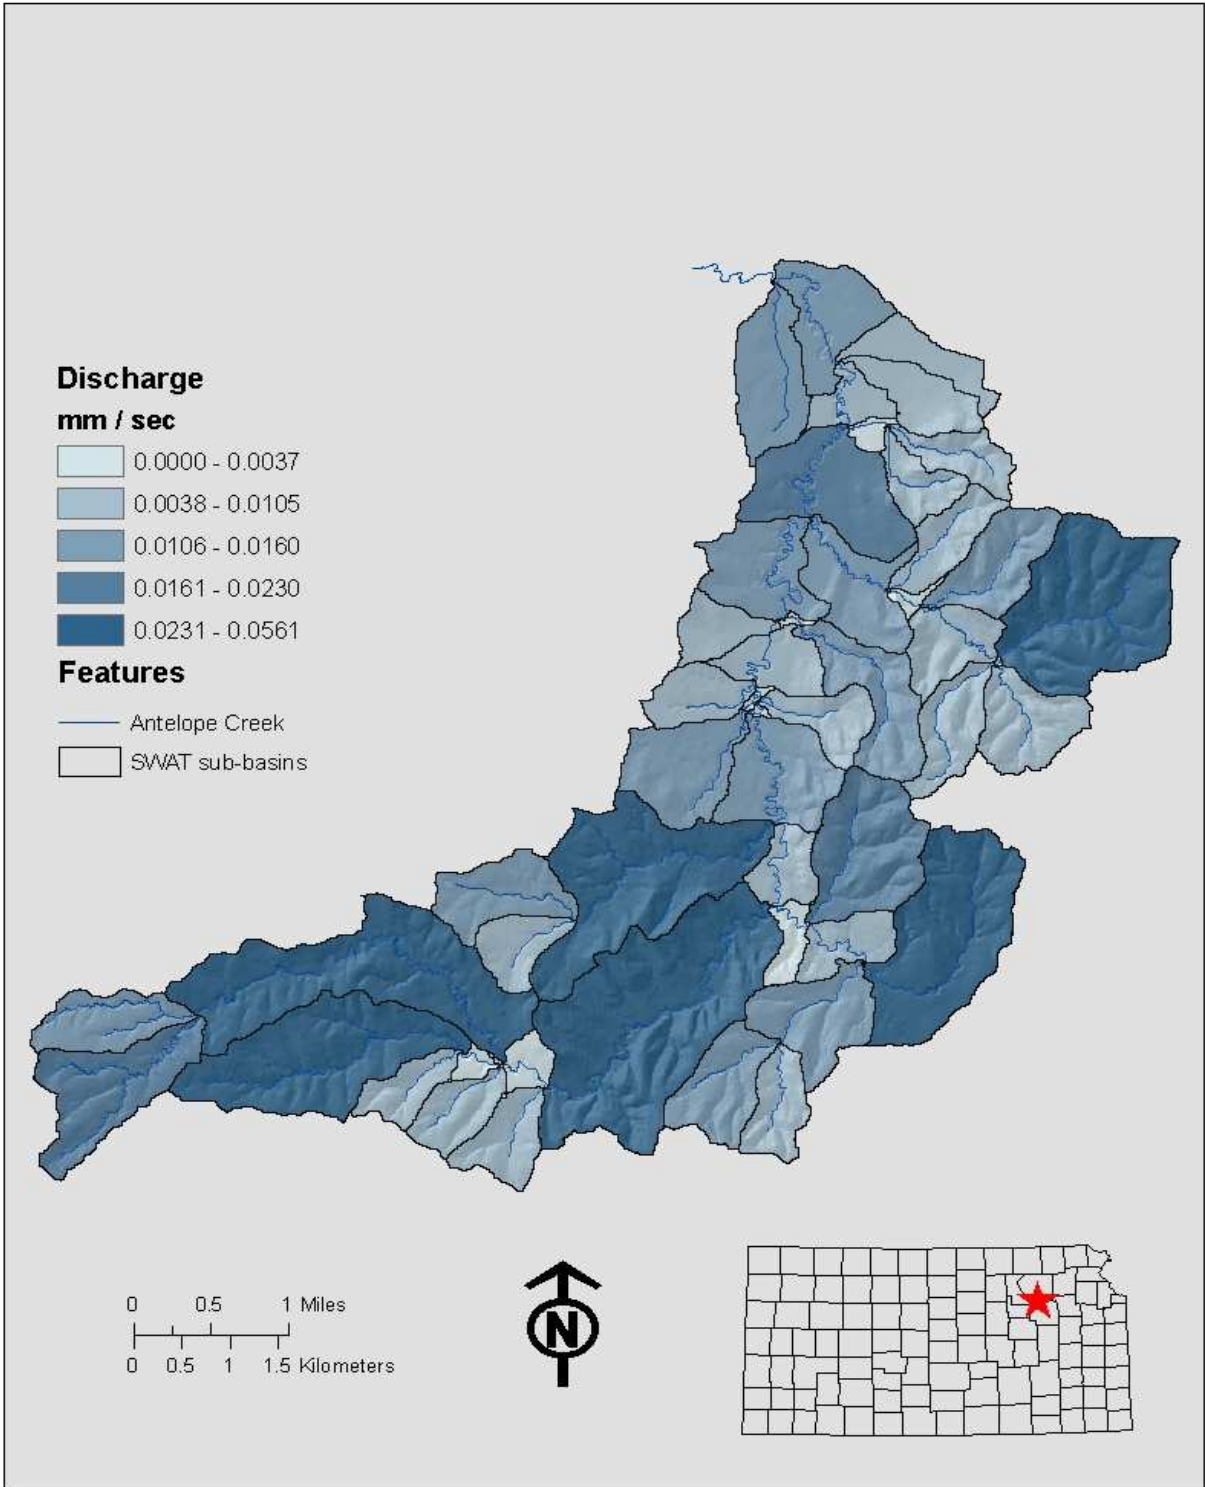 Discharge
mm / sec
0.0000 - 0.0037
0.0038 - 0.0105
0.0106 - 0.0160
0.0161 - 0.0230
0.0231 - 0.0561
Features
Antelope Creek
SWAT sub-basins
0 0.5 1 Miles
0 0.5 1 1.5 Kilometers
N